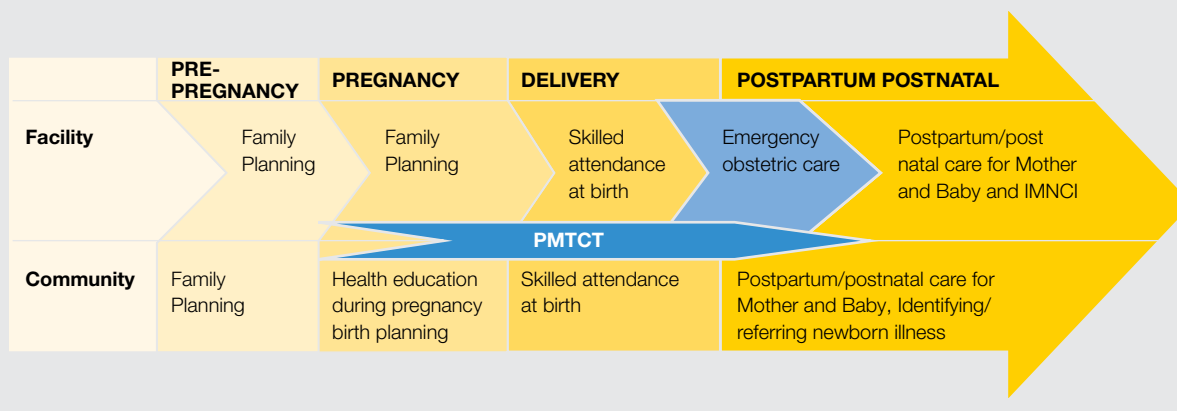 PRE-
PREGNANCY
PREGNANCY
DELIVERY
POSTPARTUM POSTNATAL
Facility
Family
Planning
Family
Planning
Skilled
attendance
at birth
Emergency
obstetric care
Postpartum/post
natal care for Mother
and Baby and IMNCI
PMTCT
Community
Family
Planning
Health education
during pregnancy
birth planning
Skilled attendance
at birth
Postpartum/postnatal care for
Mother and Baby, Identifying/
referring newborn illness